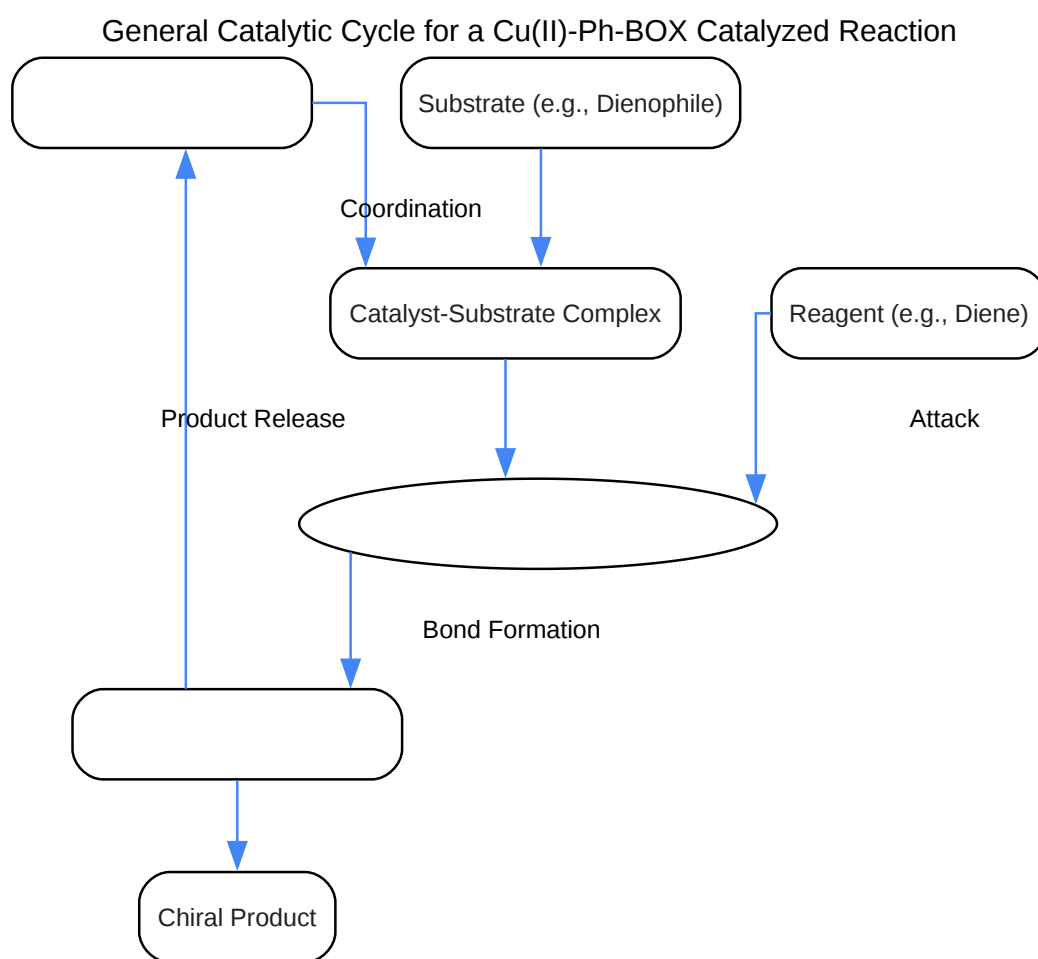 General Catalytic Cycle for a Cu(II)-Ph-BOX Catalyzed Reaction
Substrate (e.g., Dienophile)
Coordination
Catalyst-Substrate Complex
Reagent (e.g., Diene)
Product Release
Attack
Bond Formation
Chiral Product